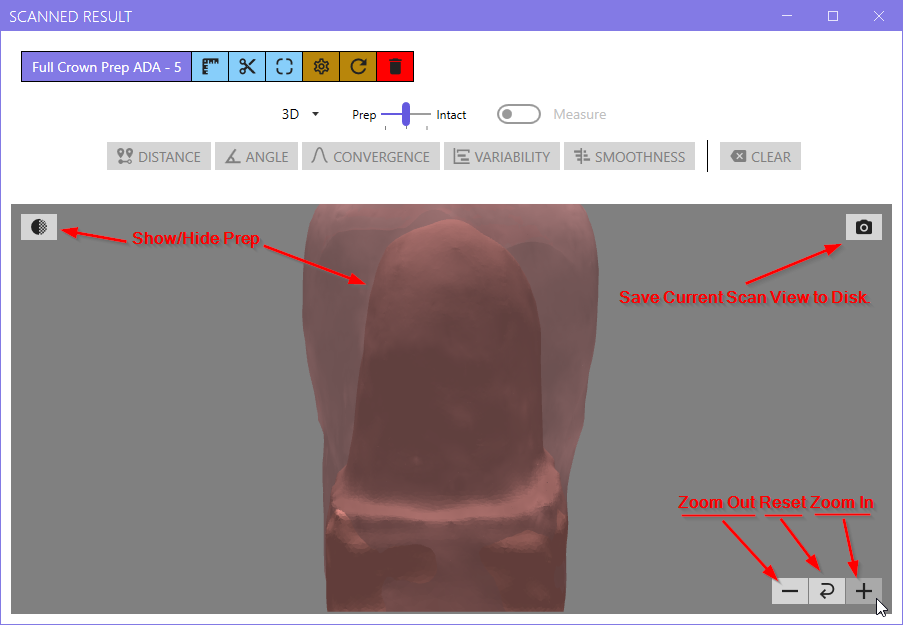 SCANNED RESULT
Full Crown Prep ADA - 5
3D Prep Intact Measure
DISTANCE ANGLE CONVERGENCE VARIABILITY SMOOTHNESS CLEAR
Show/Hide Prep
Save Current Scan View to Disk.
Zoom Out Reset Zoom In